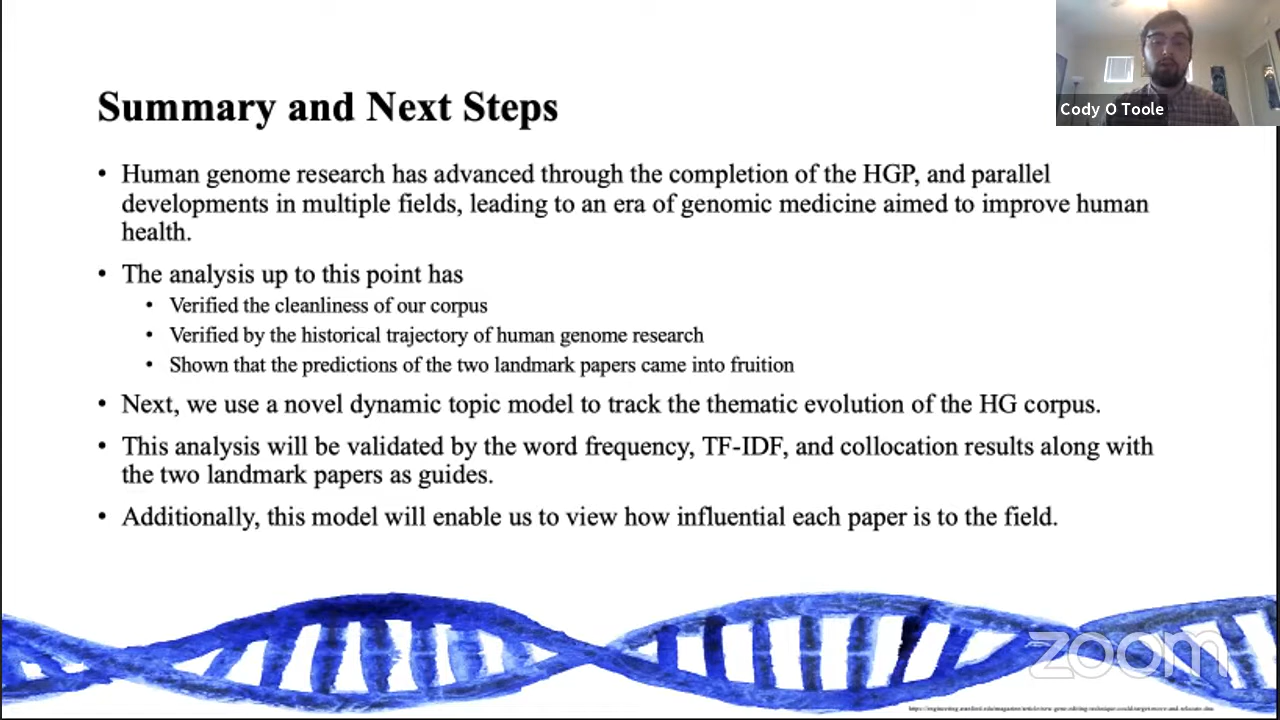 Cody O Toole
Summary and Next Steps
• Human genome research has advanced through the completion of the HGP, and parallel
developments in multiple fields, leading to an era of genomic medicine aimed to improve human
health.
• The analysis up to this point has
• Verified the cleanliness of our corpus
• Verified by the historical trajectory of human genome research
• Shown that the predictions of the two landmark papers came into fruition
• Next, we use a novel dynamic topic model to track the thematic evolution of the HG corpus.
• This analysis will be validated by the word frequency, TF-IDF, and collocation results along with
the two landmark papers as guides.
• Additionally, this model will enable us to view how influential each paper is to the field.
zoom